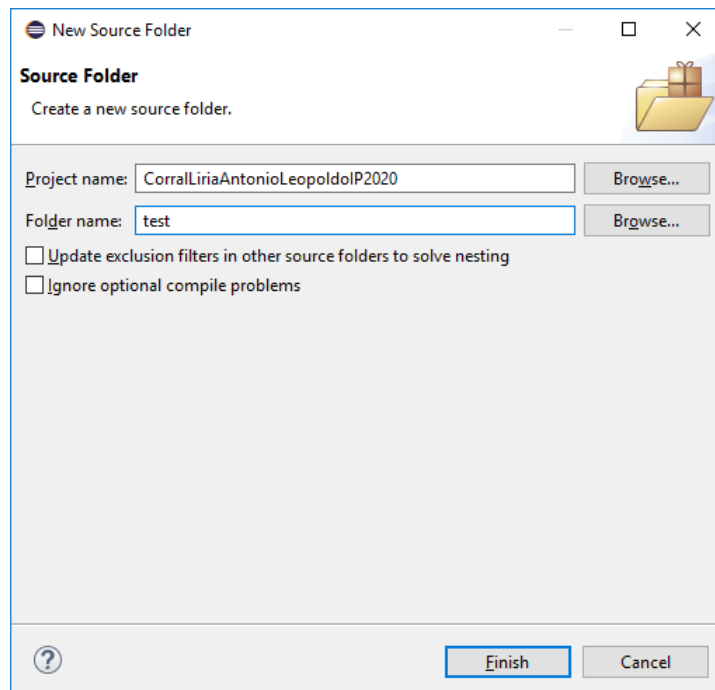 New Source Folder
Source Folder
Create a new source folder.
Project name: CorralLiriaAntonioLeopoldoIP2020 Browse...
Folder name: test Browse...
Update exclusion filters in other source folders to solve nesting
Ignore optional compile problems
? Finish Cancel